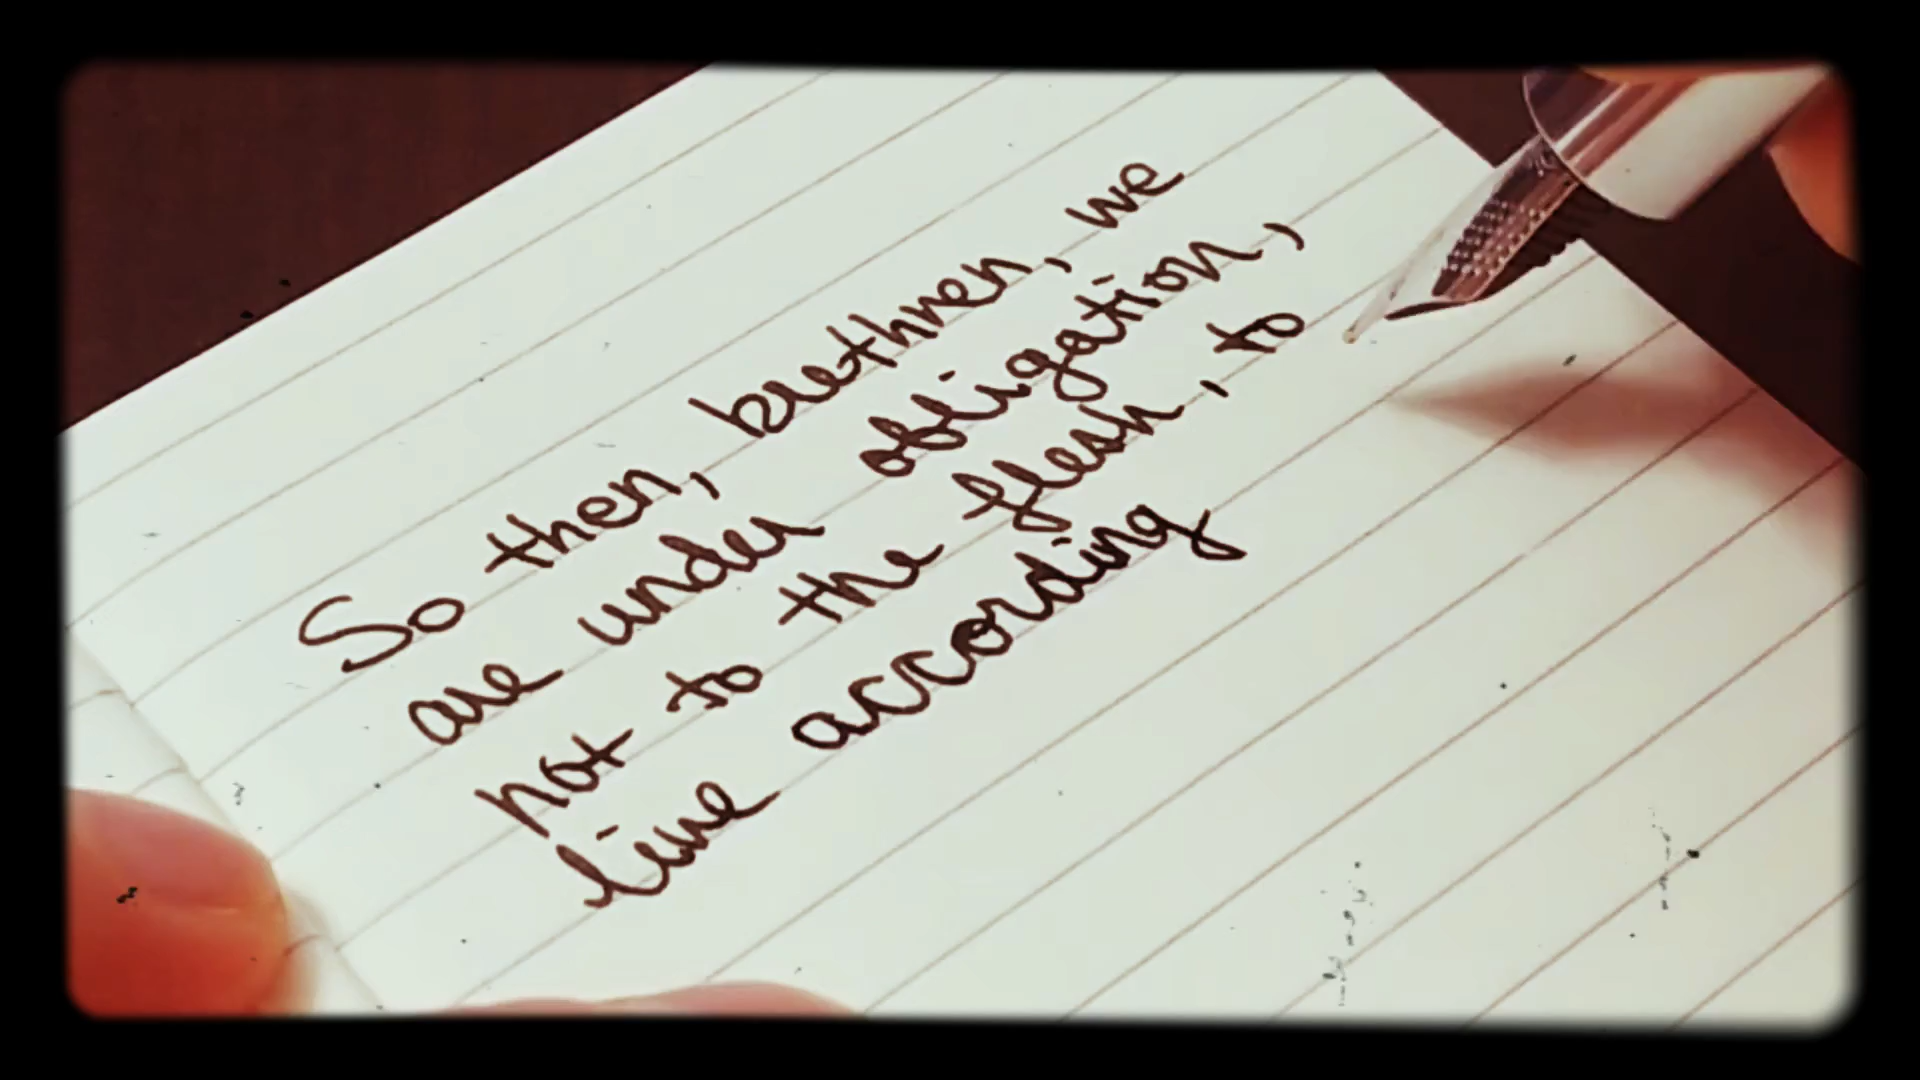 So then, brethren, we
are under obligation,
not to the flesh, to
live according